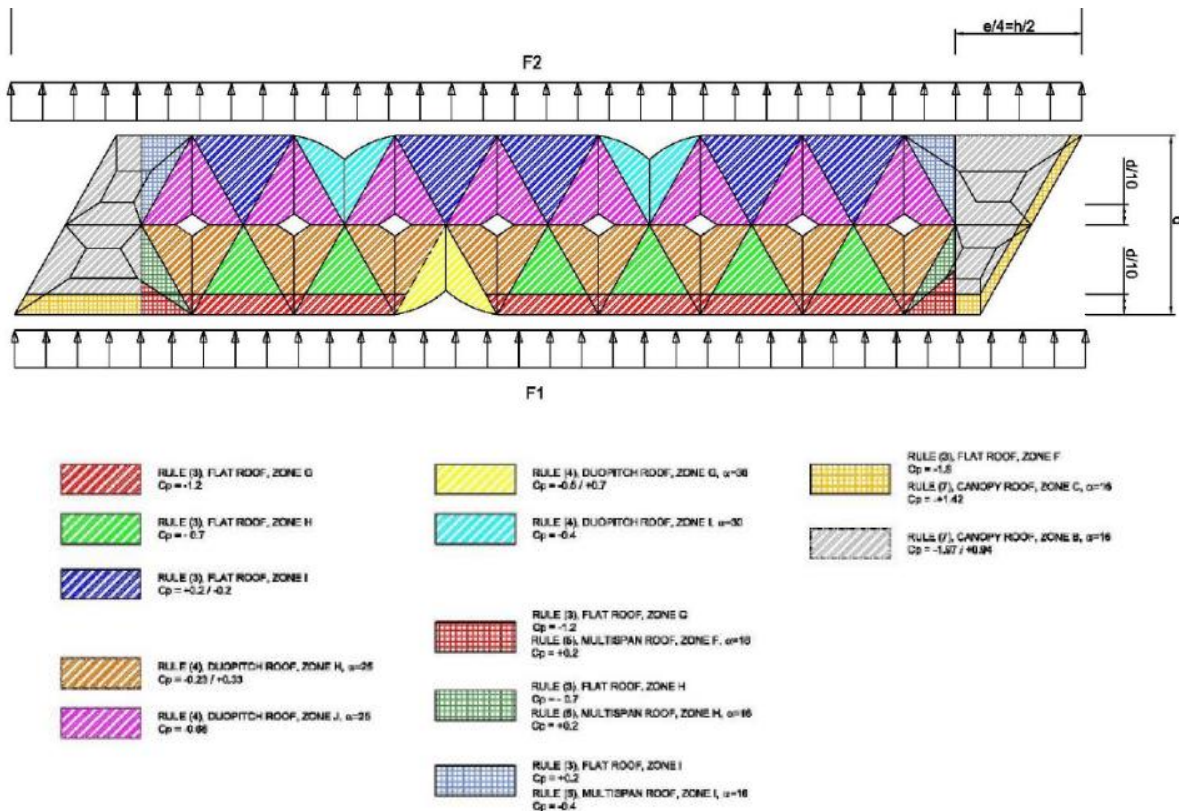 e/4=h/2
F2
d/10
d/10
F1
RULE (3), FLAT ROOF, ZONE G
Cp = -1.2
RULE (3), FLAT ROOF, ZONE H
Cp = -0.7
RULE (3), FLAT ROOF, ZONE I
Cp = +0.2 / -0.2
RULE (4), DUOPITCH ROOF, ZONE H, α=25
Cp = -0.23 / +0.33
RULE (4), DUOPITCH ROOF, ZONE J, α=25
RULE (4), DUOPITCH ROOF, ZONE G, α=30
Cp = -0.5 / +0.7
RULE (4), DUOPITCH ROOF, ZONE I, α=30
Cp = -0.4
RULE (3), FLAT ROOF, ZONE G
Cp = -1.2
RULE (5), MULTISPAN ROOF, ZONE F, α=16
Cp = +0.2
RULE (3), FLAT ROOF, ZONE H
Cp = -0.7
RULE (5), MULTISPAN ROOF, ZONE H, α=16
Cp = +0.2
RULE (3), FLAT ROOF, ZONE I
Cp = +0.2
RULE (5), MULTISPAN ROOF, ZONE I, α=16
Cp = -0.4
RULE (3), FLAT ROOF, ZONE F
Cp = -1.8
RULE (7), CANOPY ROOF, ZONE C, α=16
Cp = -+1.42
RULE (7), CANOPY ROOF, ZONE B, α=16
Cp = -1.97 / +0.94